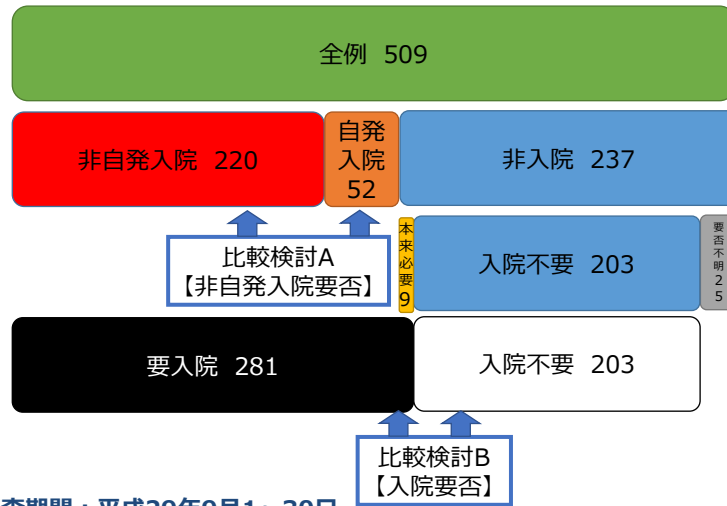 全例 509
非自発入院 220
自発
入院
52
非入院 237
比較検討A
【非自発入院要否】
本来必要9
入院不要 203
要否不明25
要入院 281
入院不要 203
比較検討B
【入院要否】